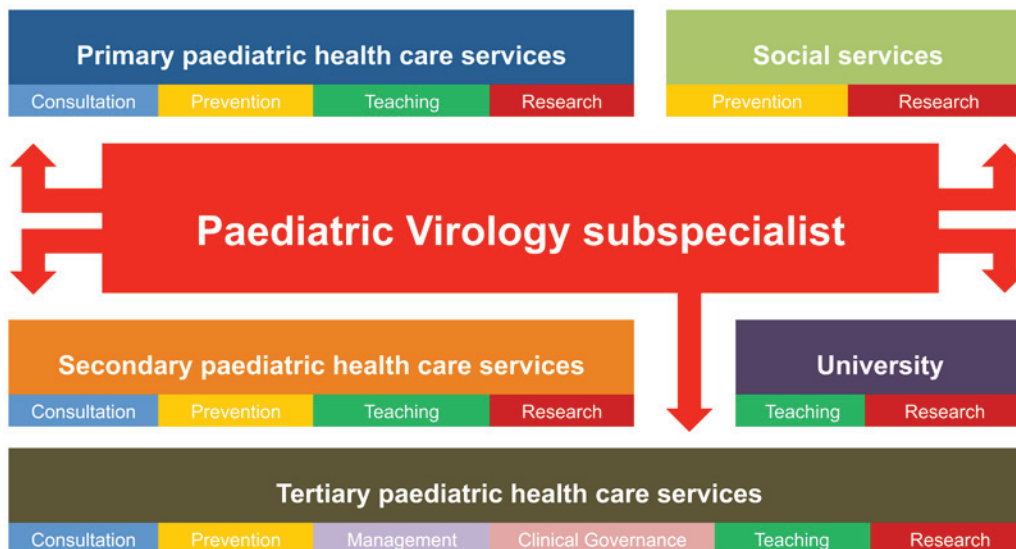 Primary paediatric health care services
Consultation Prevention Teaching Research
Social services
Prevention Research
Paediatric Virology subspecialist
Secondary paediatric health care services
Consultation Prevention Teaching Research
University
Teaching Research
Tertiary paediatric health care services
Consultation Prevention Management Clinical Governance Teaching Research